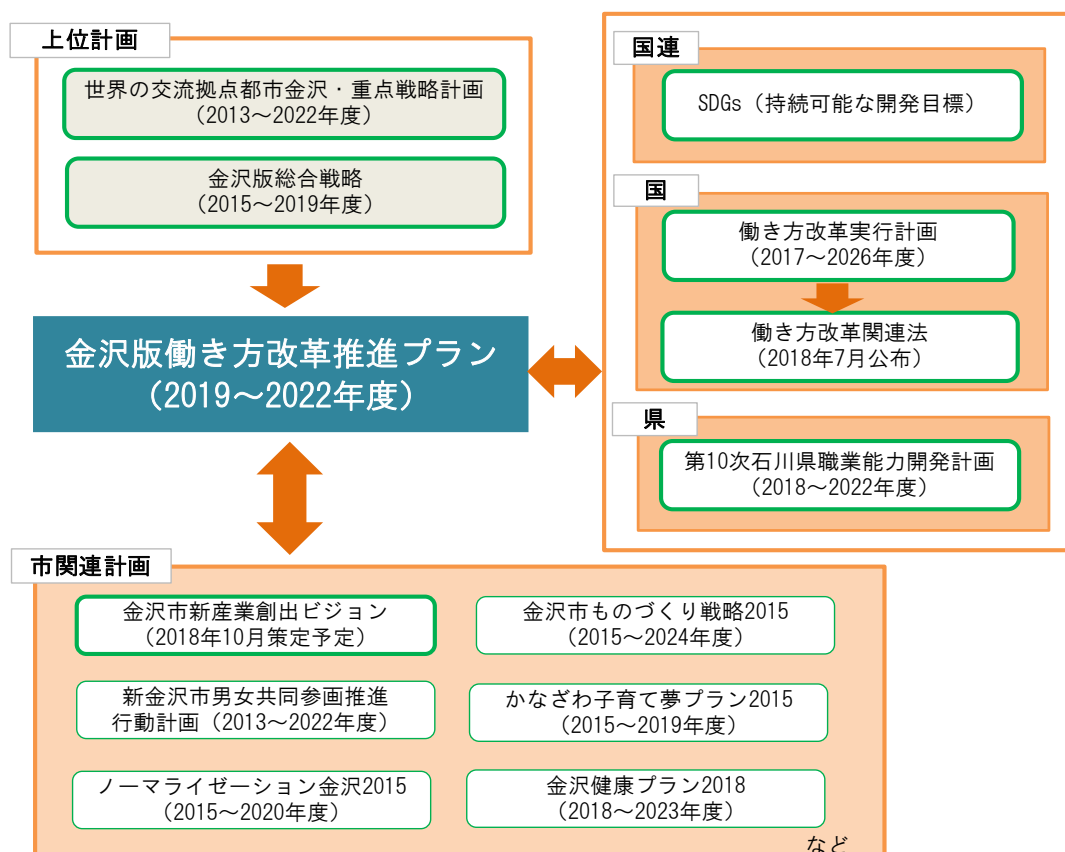 上位計画
世界の交流拠点都市金沢・重点戦略計画
（2013～2022年度）
金沢版総合戦略
（2015～2019年度）
金沢版働き方改革推進プラン
（2019～2022年度）
国連
SDGs（持続可能な開発目標）
国
働き方改革実行計画
（2017～2026年度）
働き方改革関連法
（2018年7月公布）
県
第10次石川県職業能力開発計画
（2018～2022年度）
市関連計画
金沢市新産業創出ビジョン
（2018年10月策定予定）
金沢市ものづくり戦略2015
（2015～2024年度）
新金沢市男女共同参画推進
行動計画（2013～2022年度）
かなざわ子育て夢プラン2015
（2015～2019年度）
ノーマライゼーション金沢2015
（2015～2020年度）
金沢健康プラン2018
（2018～2023年度）
など